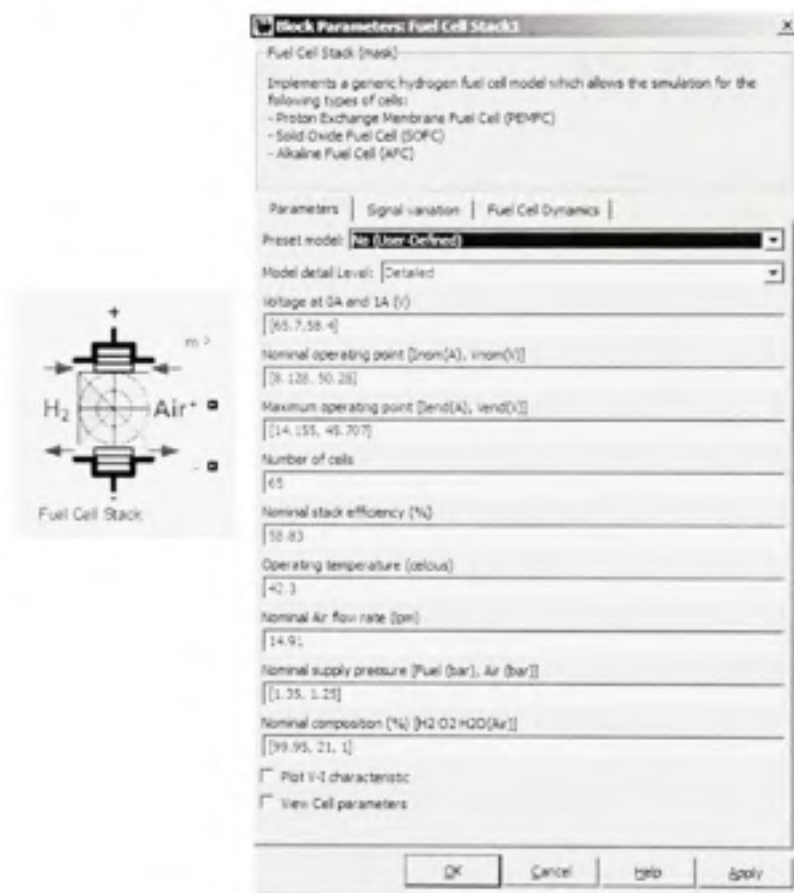 Block Parameters: Fuel Cell Stack1
Fuel Cell Stack (mask)
Implements a generic hydrogen fuel cell model which allows the simulation for the
following types of cells:
- Proton Exchange Membrane Fuel Cell (PEMFC)
- Solid Oxide Fuel Cell (SOFC)
- Alkaline Fuel Cell (AFC)
Parameters
Signal variation
Fuel Cell Dynamics
Preset model: No (User-Defined)
Model detail Level: Detailed
Voltage at 0A and 1A (V)
[65.7,58.4]
Nominal operating point [Inom(A), Vnom(V)]
[8.128, 50.28]
Maximum operating point [Iend(A), Vend(V)]
[14.155, 45.707]
Number of cells
65
Nominal stack efficiency (%)
58.83
Operating temperature (celcius)
42.3
Nominal Air flow rate (lpm)
14.91
Nominal supply pressure [Fuel (bar), Air (bar)]
[1.35, 1.25]
Nominal composition (%) [H2 O2 H2O(Air)]
[99.95, 21, 1]
Plot V-I characteristic
View Cell parameters
OK
Cancel
Help
Apply
+
m >
H2
Air
+
-
-
Fuel Cell Stack